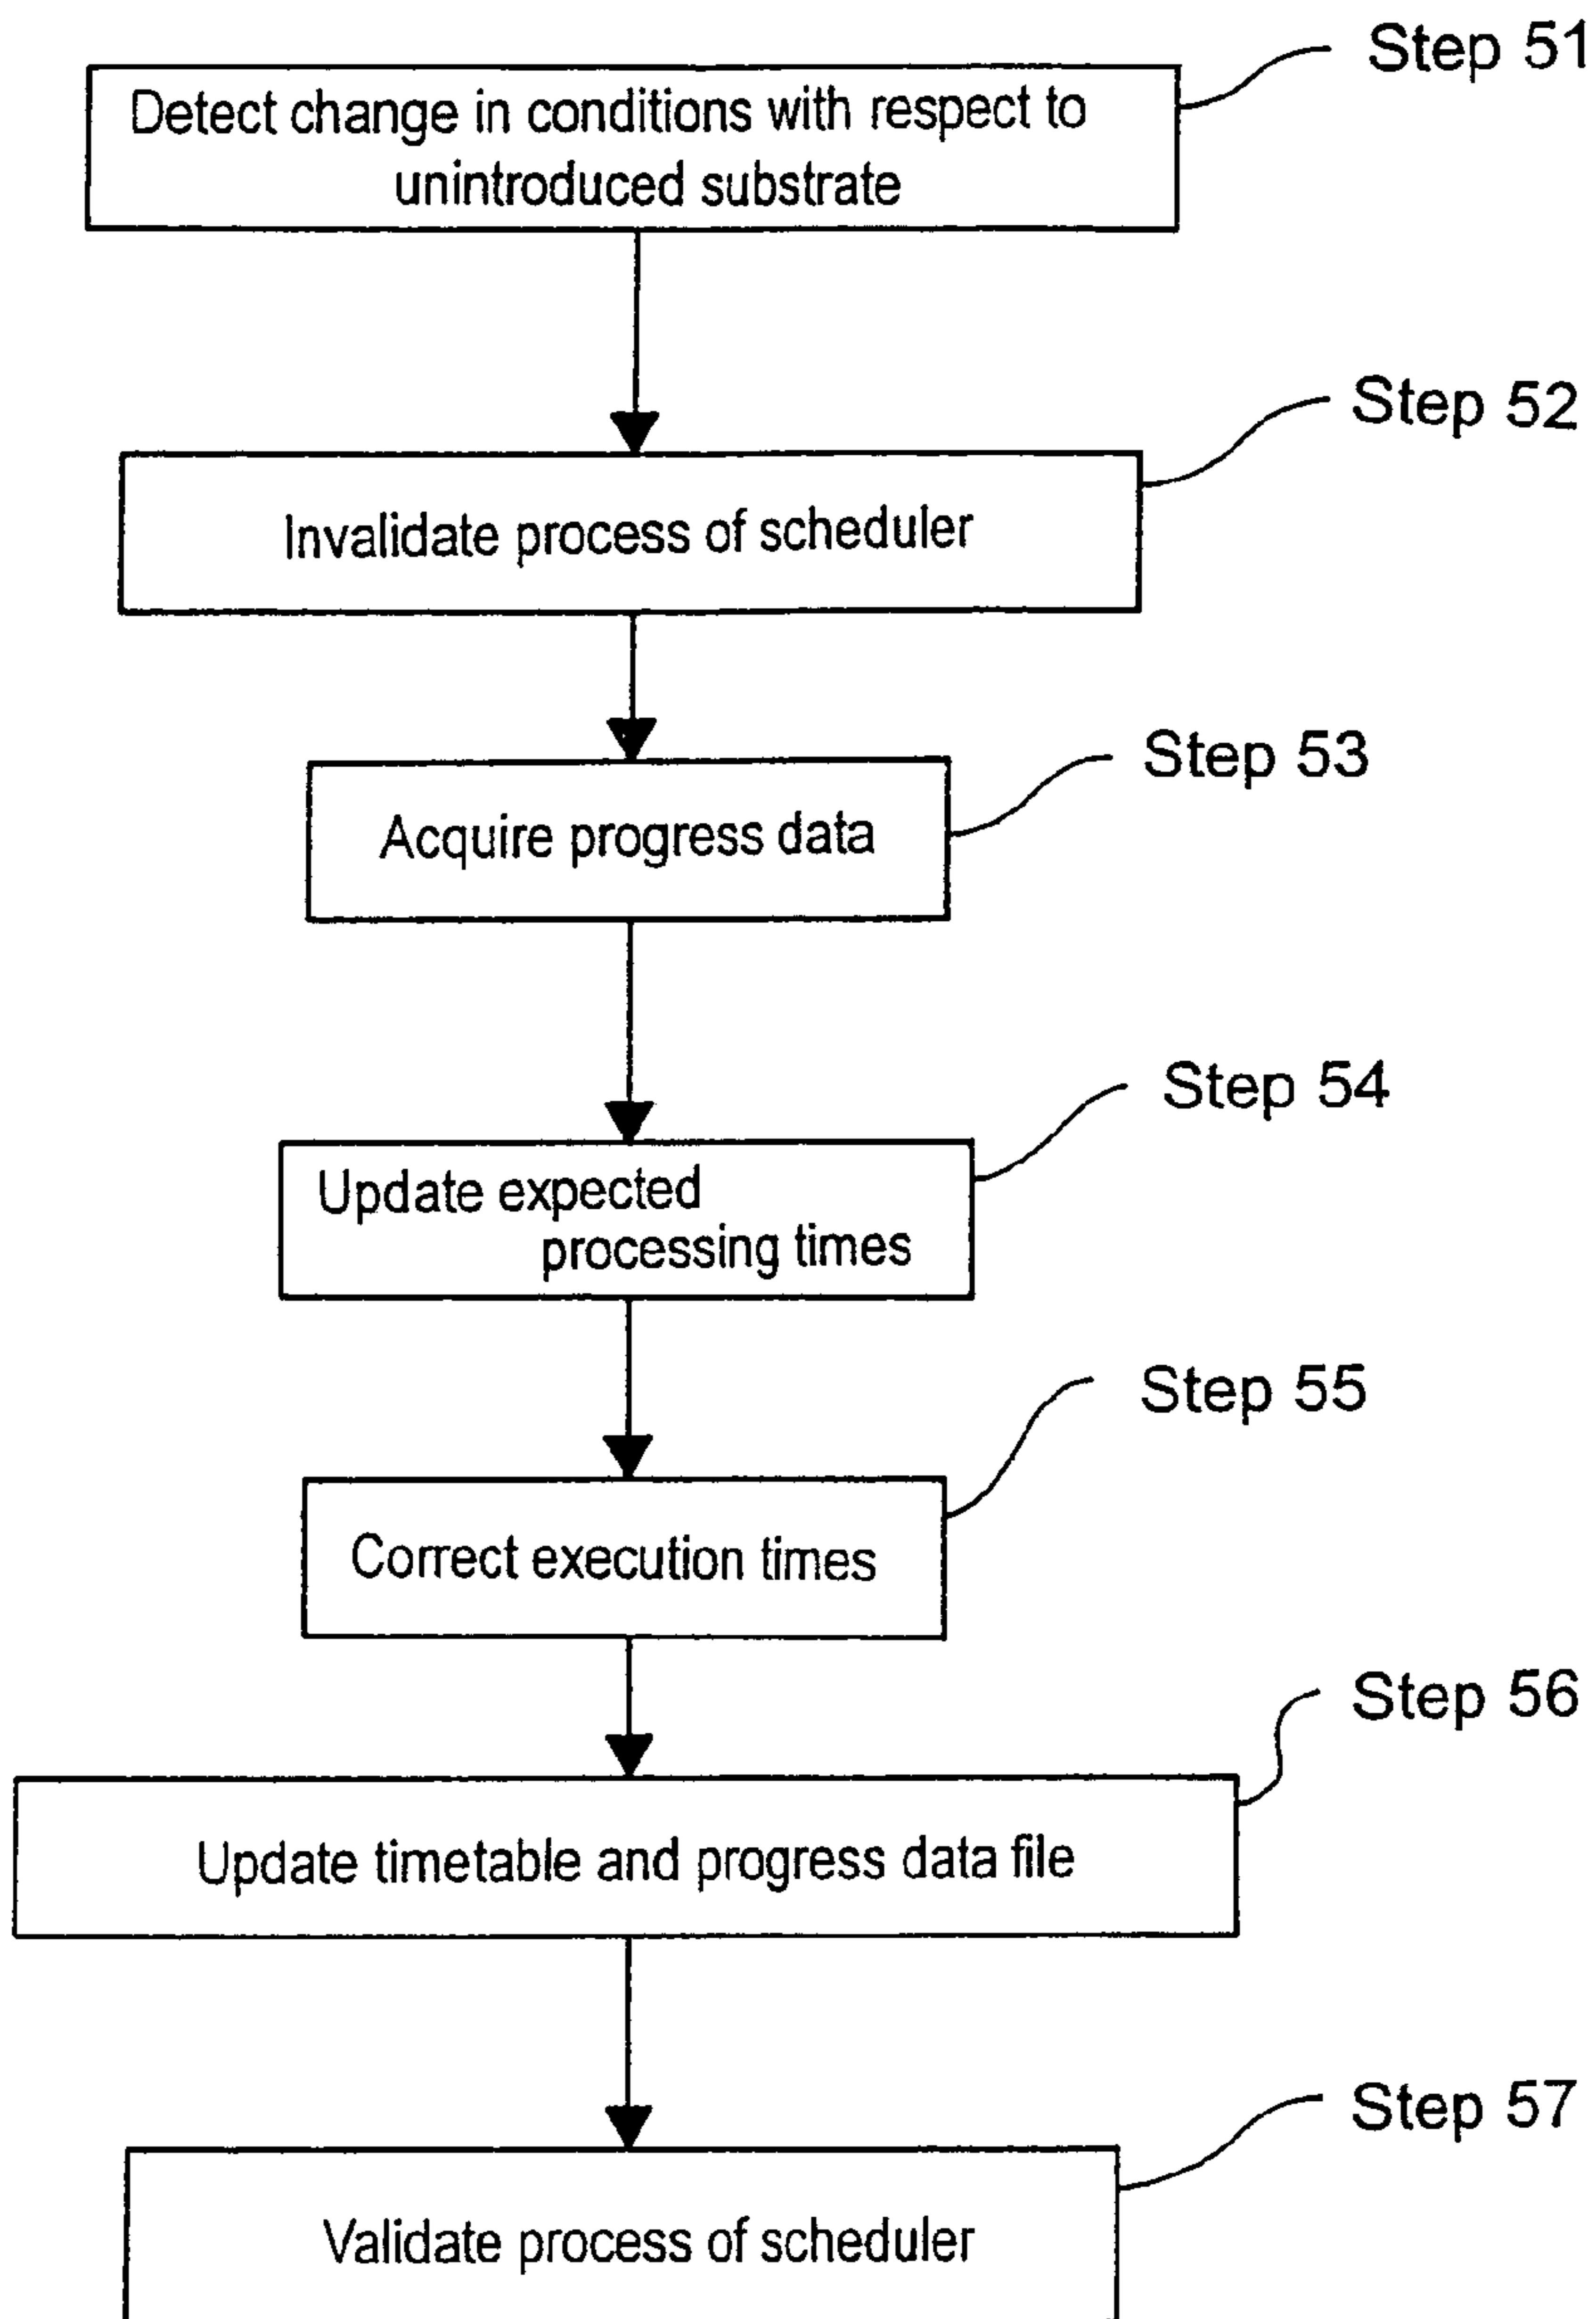 Step 51
Detect change in conditions with respect to
unintroduced substrate
Step 52
Invalidate process of scheduler
Step 53
Acquire progress data
Step 54
Update expected
processing times
Step 55
Correct execution times
Step 56
Update timetable and progress data file
Step 57
Validate process of scheduler